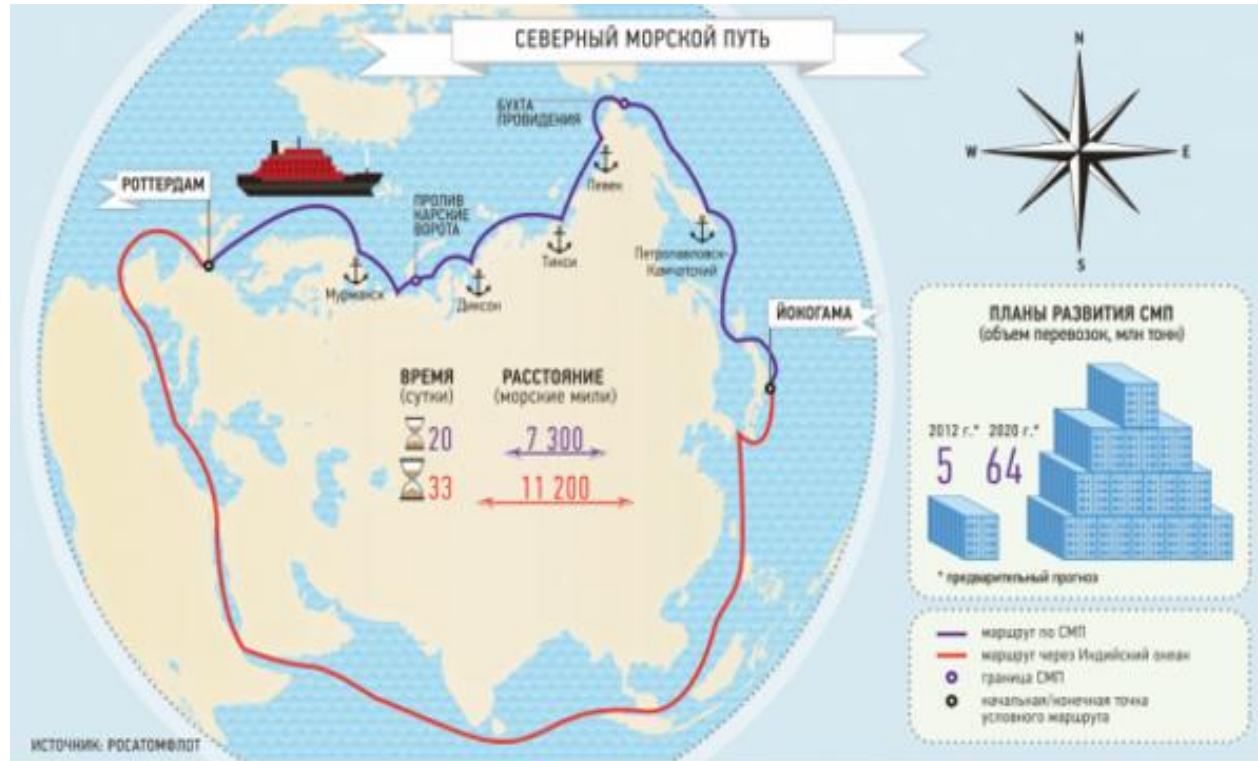 СЕВЕРНЫЙ МОРСКОЙ ПУТЬ
N
W
E
S
БУХТА
ПРОВИДЕНИЯ
РОТТЕРДАМ
ПРОЛИВ
КАРСКИЕ
ВОРОТА
Певек
Тикси
Петропавловск-
Камчатский
Мурманск
Диксон
ЙОКОГАМА
ВРЕМЯ
(сутки)
РАССТОЯНИЕ
(морские мили)
20
7 300
33
11 200
ПЛАНЫ РАЗВИТИЯ СМП
(объем перевозок, млн тонн)
2012 г.* 2020 г.*
5 64
* предварительный прогноз
маршрут по СМП
маршрут через Индийский океан
граница СМП
начальная/конечная точка
условного маршрута
ИСТОЧНИК: РОСАТОМФЛОТ